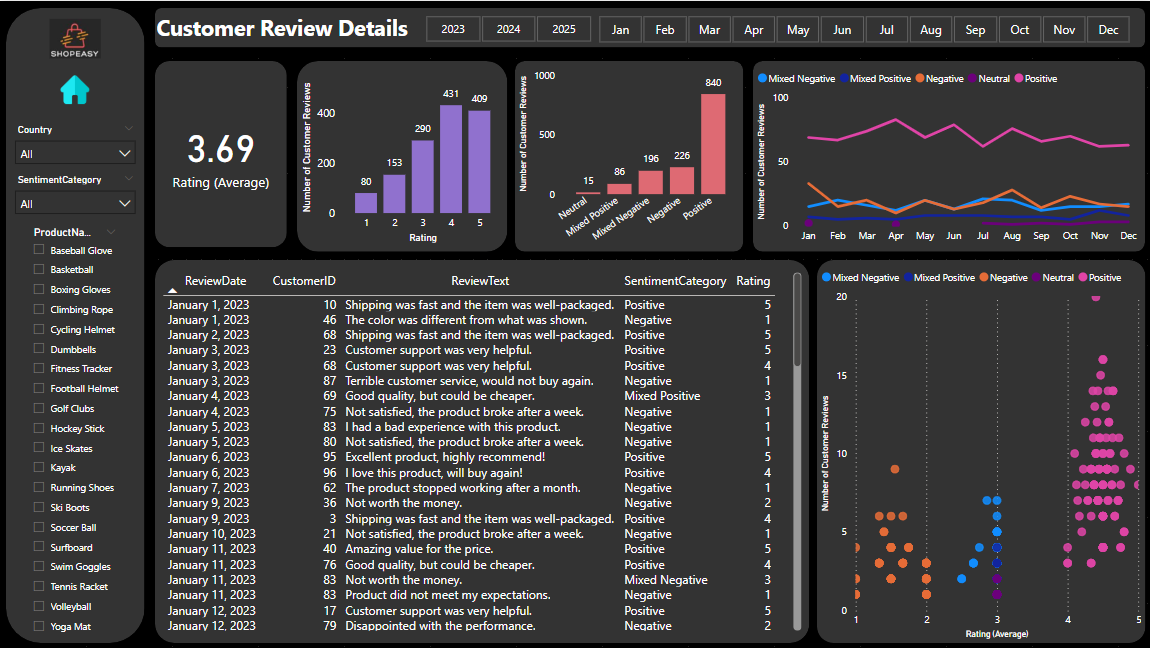 SHOPEASY
Customer Review Details
2023 2024 2025 Jan Feb Mar Apr May Jun Jul Aug Sep Oct Nov Dec
Country
All
SentimentCategory
All
ProductNa...
Baseball Glove
Basketball
Boxing Gloves
Climbing Rope
Cycling Helmet
Dumbbells
Fitness Tracker
Football Helmet
Golf Clubs
Hockey Stick
Ice Skates
Kayak
Running Shoes
Ski Boots
Soccer Ball
Surfboard
Swim Goggles
Tennis Racket
Volleyball
Yoga Mat
3.69
Rating (Average)
Number of Customer Reviews
400
200
0
80 153 290 431 409
1 2 3 4 5
Rating
Number of Customer Reviews
1000
500
0
15 86 196 226 840
Neutral Mixed Positive Mixed Negative Negative Positive
Mixed Negative Mixed Positive Negative Neutral Positive
Number of Customer Reviews
100
50
0
Jan Feb Mar Apr May Jun Jul Aug Sep Oct Nov Dec
ReviewDate CustomerID ReviewText SentimentCategory Rating
January 1, 2023 10 Shipping was fast and the item was well-packaged. Positive 5
January 1, 2023 46 The color was different from what was shown. Negative 1
January 2, 2023 68 Shipping was fast and the item was well-packaged. Positive 5
January 3, 2023 23 Customer support was very helpful. Positive 5
January 3, 2023 68 Customer support was very helpful. Positive 4
January 3, 2023 87 Terrible customer service, would not buy again. Negative 1
January 4, 2023 69 Good quality, but could be cheaper. Mixed Positive 3
January 4, 2023 75 Not satisfied, the product broke after a week. Negative 1
January 5, 2023 83 I had a bad experience with this product. Negative 1
January 5, 2023 80 Not satisfied, the product broke after a week. Negative 1
January 6, 2023 95 Excellent product, highly recommend! Positive 5
January 6, 2023 96 I love this product, will buy again! Positive 4
January 7, 2023 62 The product stopped working after a month. Negative 1
January 9, 2023 36 Not worth the money. Negative 2
January 9, 2023 3 Shipping was fast and the item was well-packaged. Positive 4
January 10, 2023 21 Not satisfied, the product broke after a week. Negative 1
January 11, 2023 40 Amazing value for the price. Positive 5
January 11, 2023 76 Good quality, but could be cheaper. Positive 4
January 11, 2023 83 Not worth the money. Mixed Negative 3
January 11, 2023 83 Product did not meet my expectations. Negative 1
January 12, 2023 17 Customer support was very helpful. Positive 5
January 12, 2023 79 Disappointed with the performance. Negative 2
Mixed Negative Mixed Positive Negative Neutral Positive
Number of Customer Reviews
20
15
10
5
0
1 2 3 4 5
Rating (Average)